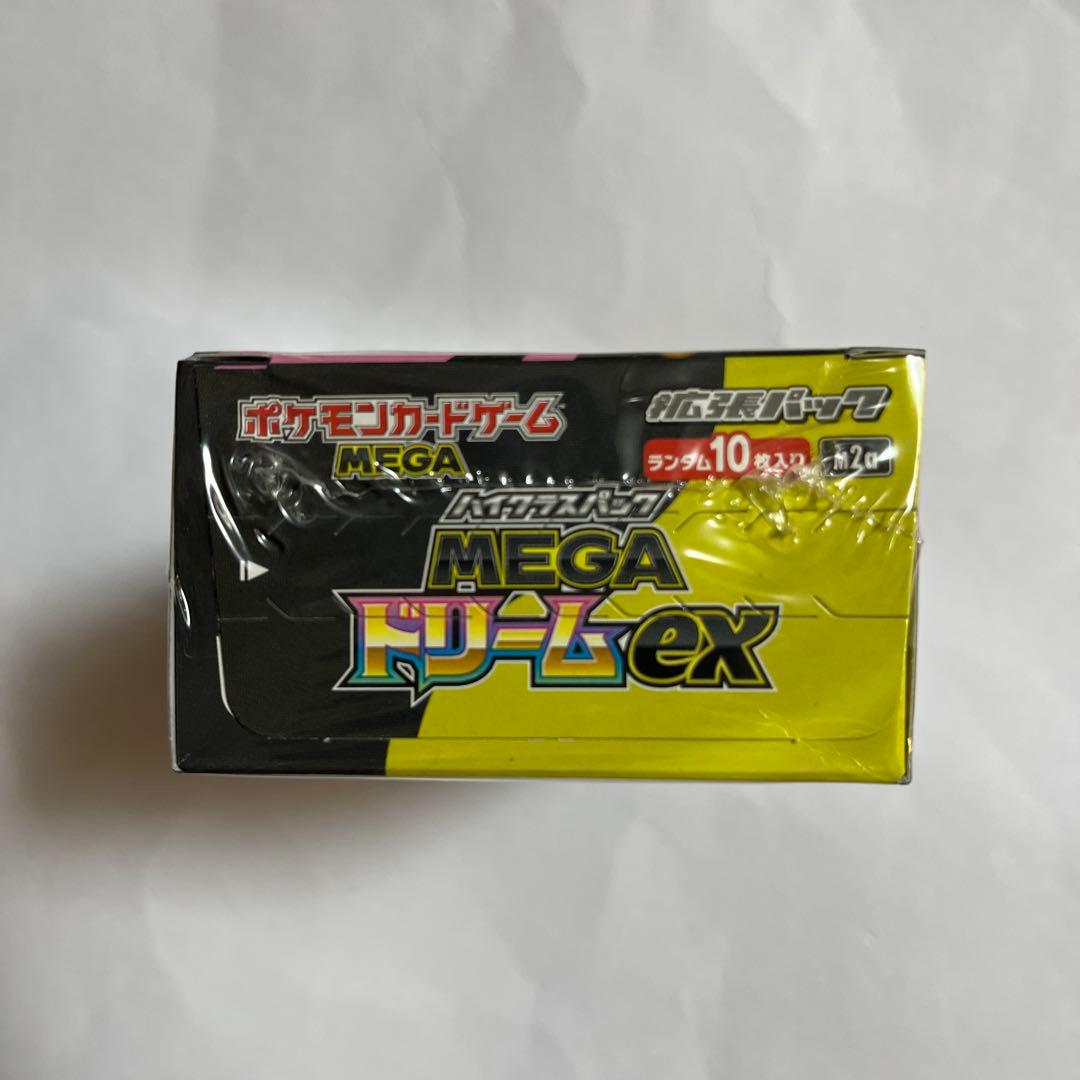 ポケモンカードゲーム
MEGA
拡張パック
ランダム10枚入り
m2a
ハイクラスパック
MEGA
ドリームex